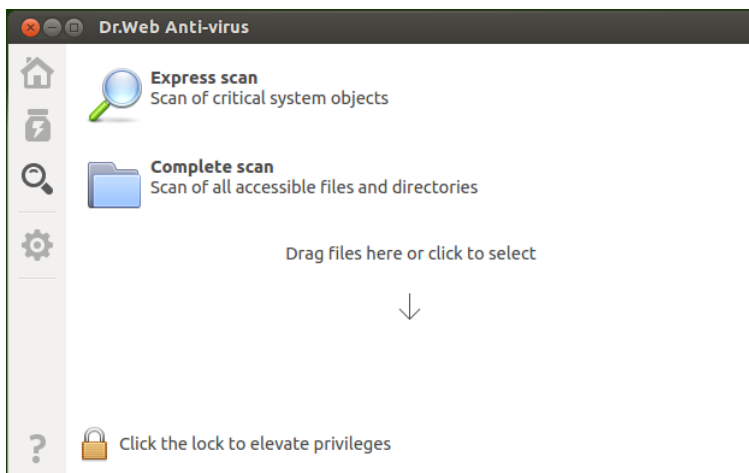 Dr.Web Anti-virus
Express scan
Scan of critical system objects
Complete scan
Scan of all accessible files and directories
Drag files here or click to select
?
Click the lock to elevate privileges